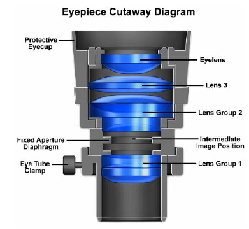 Eyepiece Cutaway Diagram
Protective
Eyecup
Eyelens
Lens 3
Lens Group 2
Fixed Aperture
Diaphragm
Intermediate
Image Position
Eye Tube
Clamp
Lens Group 1